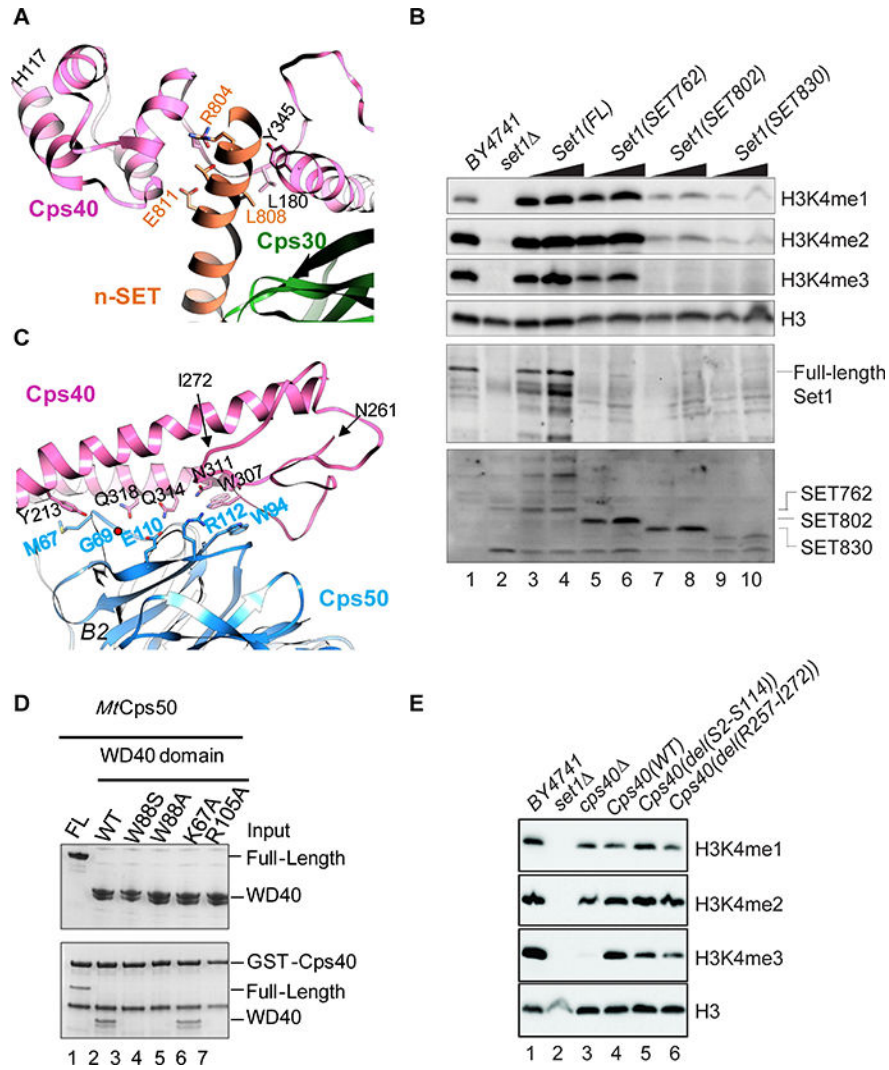 A
H117
R804
Y345
Cps40
E811
L808
L180
Cps30
n-SET
B
BY4741
set1Δ
Set1(FL)
Set1(SET762)
Set1(SET802)
Set1(SET830)
H3K4me1
H3K4me2
H3K4me3
H3
Full-length
Set1
SET762
SET802
SET830
1 2 3 4 5 6 7 8 9 10
C
Cps40
I272
N261
N311
W307
Q318
Q314
Y213
M67
G69
E110
R112
W94
Cps50
B2
D
MtCps50
WD40 domain
FL
WT
W88S
W88A
K67A
R105A
Input
Full-Length
WD40
GST-Cps40
Full-Length
WD40
1 2 3 4 5 6 7
E
BY4741
set1Δ
cps40Δ
Cps40(WT)
Cps40(del(S2-S114))
Cps40(del(R257-I272))
H3K4me1
H3K4me2
H3K4me3
H3
1 2 3 4 5 6